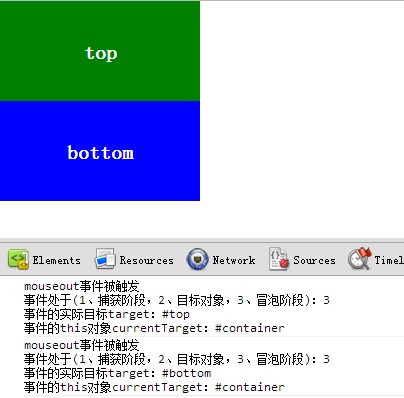 top
bottom
Elements Resources Network Sources Timel
mouseout事件被触发
事件处于(1、捕获阶段，2、目标对象，3、冒泡阶段)：3
事件的实际目标target：#top
事件的this对象currentTarget：#container
mouseout事件被触发
事件处于(1、捕获阶段，2、目标对象，3、冒泡阶段)：3
事件的实际目标target：#bottom
事件的this对象currentTarget：#container